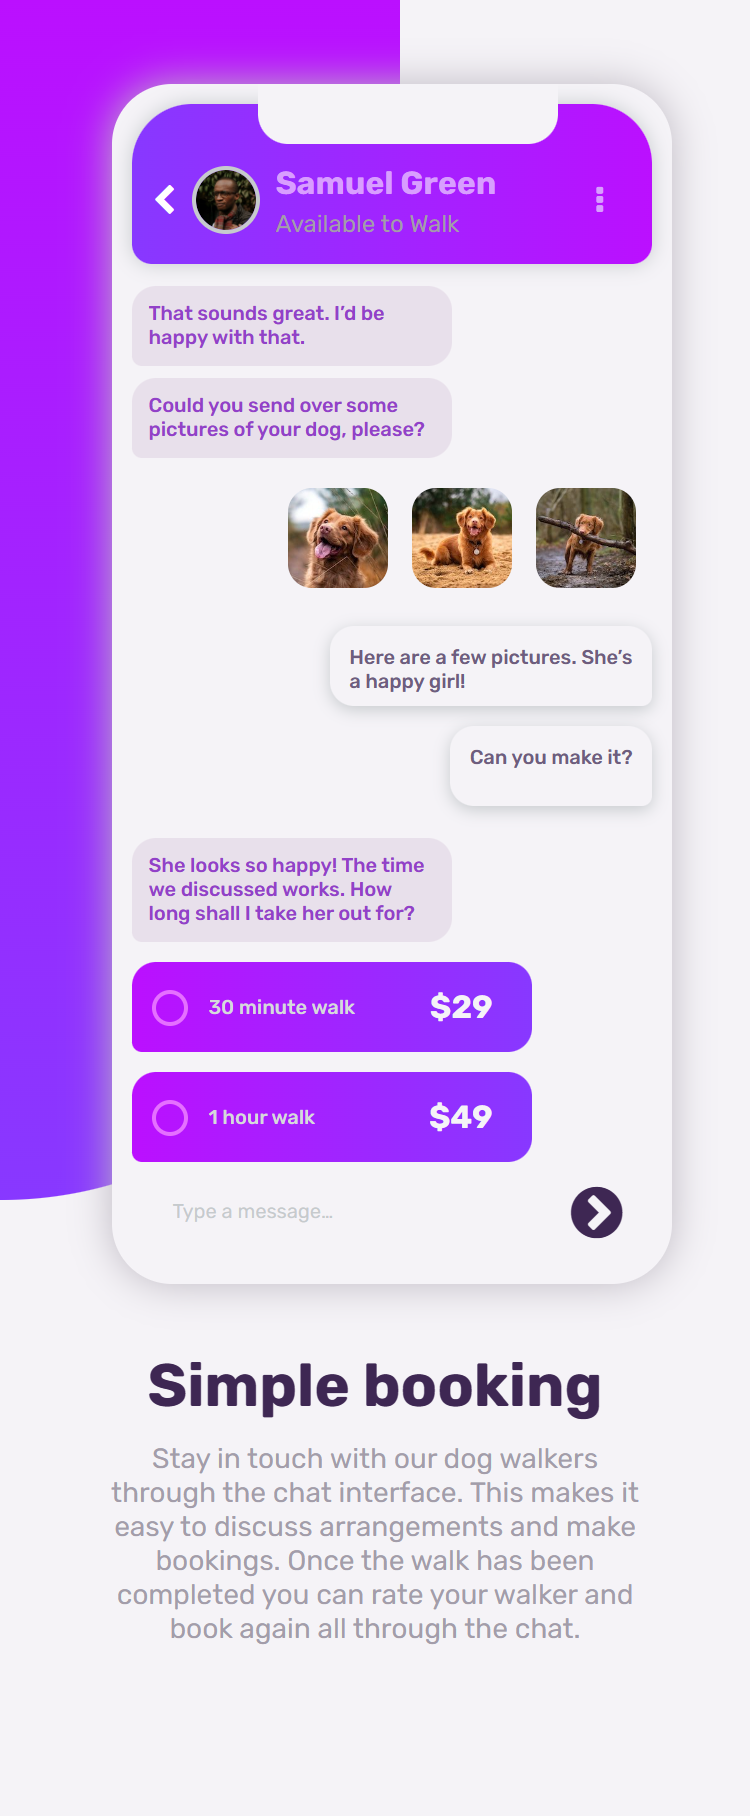 Samuel Green
Available to Walk
That sounds great. I’d be
happy with that.
Could you send over some
pictures of your dog, please?
Here are a few pictures. She’s
a happy girl!
Can you make it?
She looks so happy! The time
we discussed works. How
long shall I take her out for?
30 minute walk $29
1 hour walk $49
Type a message...
Simple booking
Stay in touch with our dog walkers
through the chat interface. This makes it
easy to discuss arrangements and make
bookings. Once the walk has been
completed you can rate your walker and
book again all through the chat.